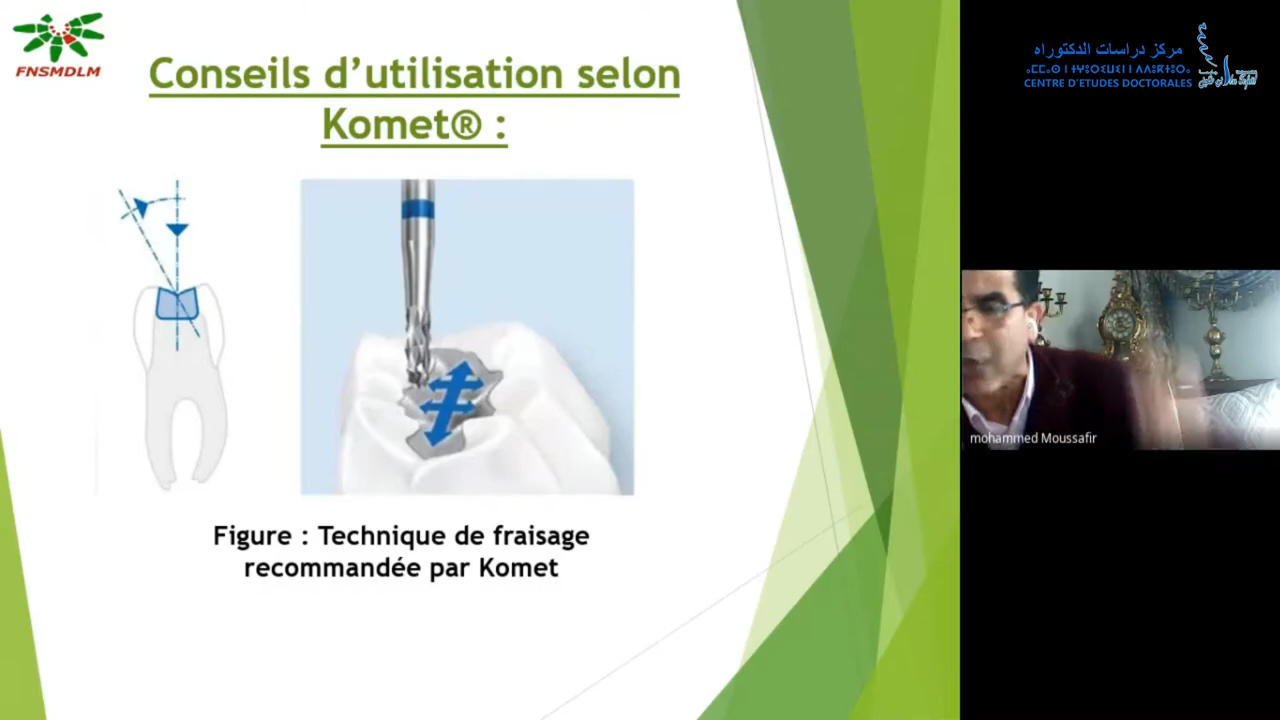 FNSMDLM
Conseils d’utilisation selon
Komet® :
Figure : Technique de fraisage
recommandée par Komet
مركز دراسات الدكتوراه
CENTRE D'ETUDES DOCTORALES
mohammed Moussafir